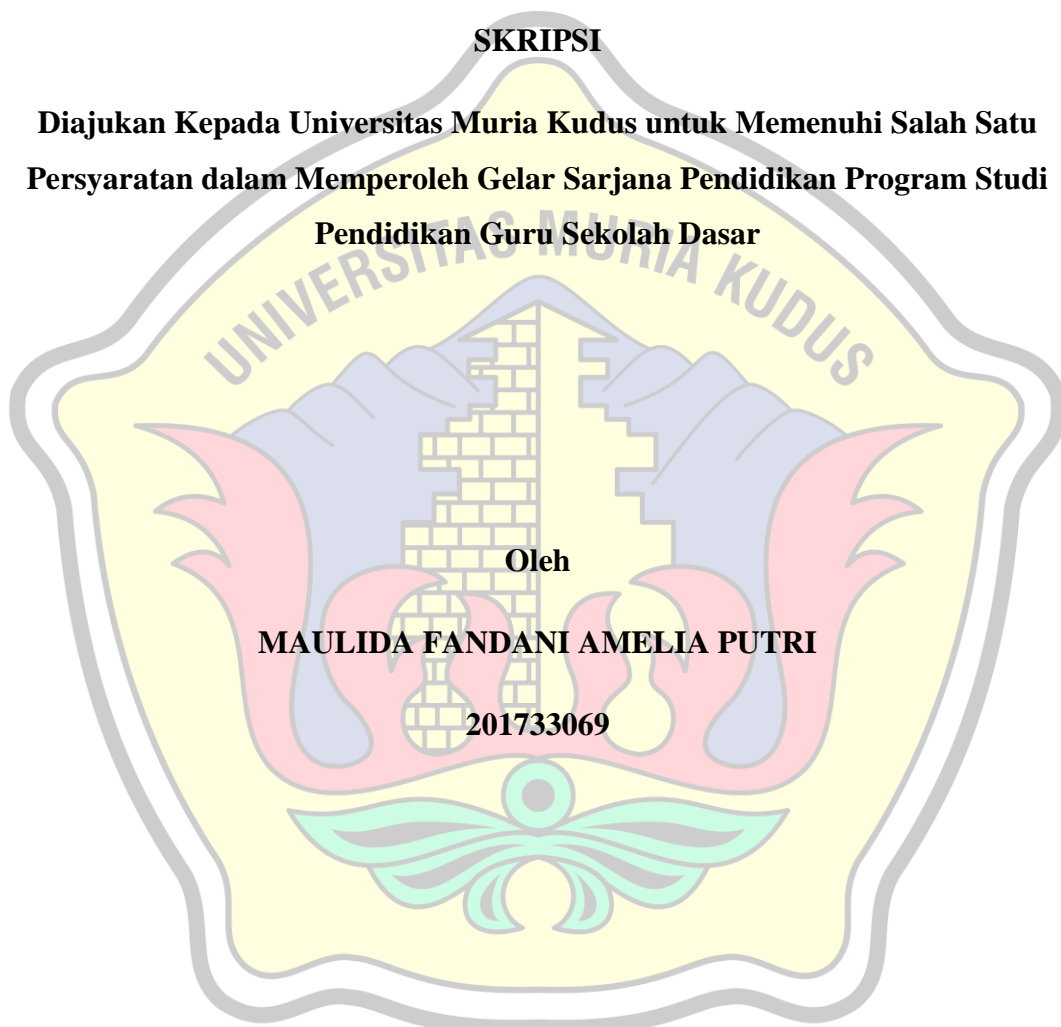 SKRIPSI
Diajukan Kepada Universitas Muria Kudus untuk Memenuhi Salah Satu
Persyaratan dalam Memperoleh Gelar Sarjana Pendidikan Program Studi
Pendidikan Guru Sekolah Dasar
UNIVERSITAS MURIA KUDUS
Oleh
MAULIDA FANDANI AMELIA PUTRI
201733069